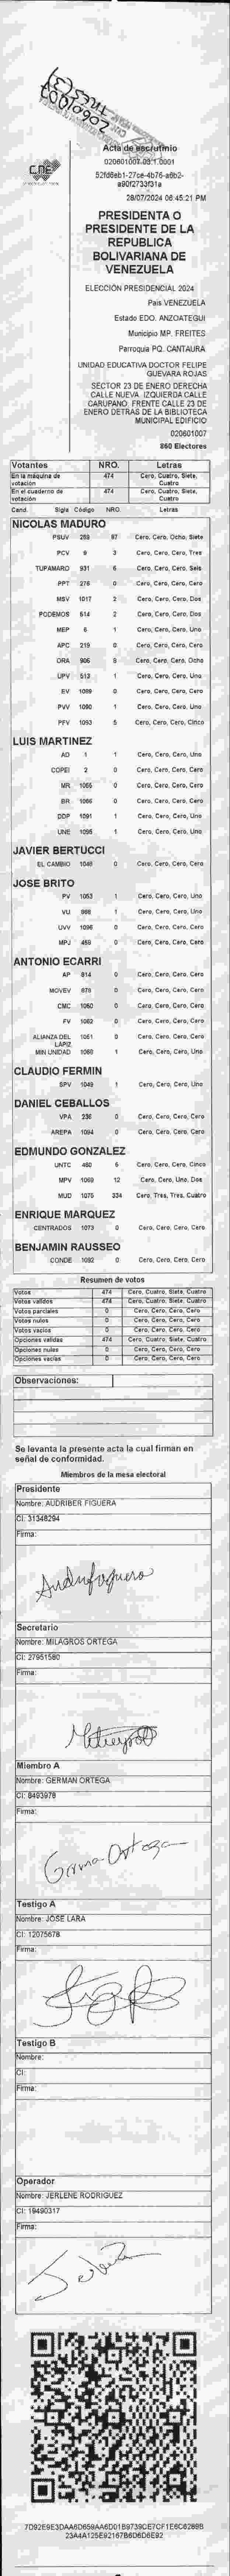 CNE
Acta de escrutinio
020601007.03.1.0001
52fd6eb1-27ce-4b76-a6b2-
a90f2733f31a
28/07/2024 06:45:21 PM
PRESIDENTA O
PRESIDENTE DE LA
REPUBLICA
BOLIVARIANA DE
VENEZUELA
ELECCIÓN PRESIDENCIAL 2024
País VENEZUELA
Estado EDO. ANZOATEGUI
Municipio MP. FREITES
Parroquia PQ. CANTAURA
UNIDAD EDUCATIVA DOCTOR FELIPE
GUEVARA ROJAS
SECTOR 23 DE ENERO DERECHA
CALLE NUEVA. IZQUIERDA CALLE
CARUPANO. FRENTE CALLE 23 DE
ENERO DETRAS DE LA BIBLIOTECA
MUNICIPAL EDIFICIO
020601007
860 Electores
Votantes NRO. Letras
En la máquina de votación 474 Cero, Cuatro, Siete, Cuatro
En el cuaderno de votación 474 Cero, Cuatro, Siete, Cuatro
Cand. Sigla Código NRO. Letras
NICOLAS MADURO
PSUV 87 Cero, Cero, Ocho, Siete
PCV 3 Cero, Cero, Cero, Tres
TUPAMARO 931 6 Cero, Cero, Cero, Seis
PPT 276 0 Cero, Cero, Cero, Cero
MSV 1017 2 Cero, Cero, Cero, Dos
PODEMOS 514 2 Cero, Cero, Cero, Dos
MEP 6 1 Cero, Cero, Cero, Uno
APC 219 0 Cero, Cero, Cero, Cero
ORA 906 8 Cero, Cero, Cero, Ocho
UPV 513 1 Cero, Cero, Cero, Uno
EV 1089 0 Cero, Cero, Cero, Cero
PVV 1090 1 Cero, Cero, Cero, Uno
PFV 1093 5 Cero, Cero, Cero, Cinco
LUIS MARTINEZ
AD 1 1 Cero, Cero, Cero, Uno
COPEI 2 0 Cero, Cero, Cero, Cero
MR 1055 0 Cero, Cero, Cero, Cero
BR 1066 0 Cero, Cero, Cero, Cero
DDP 1091 1 Cero, Cero, Cero, Uno
UNE 1095 1 Cero, Cero, Cero, Uno
JAVIER BERTUCCI
EL CAMBIO 1048 0 Cero, Cero, Cero, Cero
JOSE BRITO
PV 1053 1 Cero, Cero, Cero, Uno
VU 868 1 Cero, Cero, Cero, Uno
UVV 1096 0 Cero, Cero, Cero, Cero
MPJ 459 0 Cero, Cero, Cero, Cero
ANTONIO ECARRI
AP 814 0 Cero, Cero, Cero, Cero
MOVEV 878 0 Cero, Cero, Cero, Cero
CMC 1050 0 Cero, Cero, Cero, Cero
FV 1062 0 Cero, Cero, Cero, Cero
ALIANZA DEL LAPIZ 1051 0 Cero, Cero, Cero, Cero
MIN UNIDAD 1069 1 Cero, Cero, Cero, Uno
CLAUDIO FERMIN
SPV 1049 1 Cero, Cero, Cero, Uno
DANIEL CEBALLOS
VPA 236 0 Cero, Cero, Cero, Cero
AREPA 1094 0 Cero, Cero, Cero, Cero
EDMUNDO GONZALEZ
UNTC 460 5 Cero, Cero, Cero, Cinco
MPV 1069 12 Cero, Cero, Uno, Dos
MUD 1075 334 Cero, Tres, Tres, Cuatro
ENRIQUE MARQUEZ
CENTRADOS 1073 0 Cero, Cero, Cero, Cero
BENJAMIN RAUSSEO
CONDE 1092 0 Cero, Cero, Cero, Cero
Resumen de votos
Votos 474 Cero, Cuatro, Siete, Cuatro
Votos validos 474 Cero, Cuatro, Siete, Cuatro
Votos parciales 0 Cero, Cero, Cero, Cero
Votos nulos 0 Cero, Cero, Cero, Cero
Votos vacios 0 Cero, Cero, Cero, Cero
Opciones validas 474 Cero, Cuatro, Siete, Cuatro
Opciones nulas 0 Cero, Cero, Cero, Cero
Opciones vacias 0 Cero, Cero, Cero, Cero
Observaciones:
Se levanta la presente acta la cual firman en
señal de conformidad.
Miembros de la mesa electoral
Presidente
Nombre: AUDRIBER FIGUERA
CI: 31348294
Firma:
Secretario
Nombre: MILAGROS ORTEGA
CI: 27951580
Firma:
Miembro A
Nombre: GERMAN ORTEGA
CI: 8493978
Firma:
German Ortega
Testigo A
Nombre: JOSE LARA
CI: 12075678
Firma:
Testigo B
Nombre:
CI:
Firma:
Operador
Nombre: JERLENE RODRIGUEZ
CI: 19490317
Firma:
7D92E9E3DAA6D659AA6D01B9739CE7CF1E6C8289B
23A4A125E92167B6D6D6E92